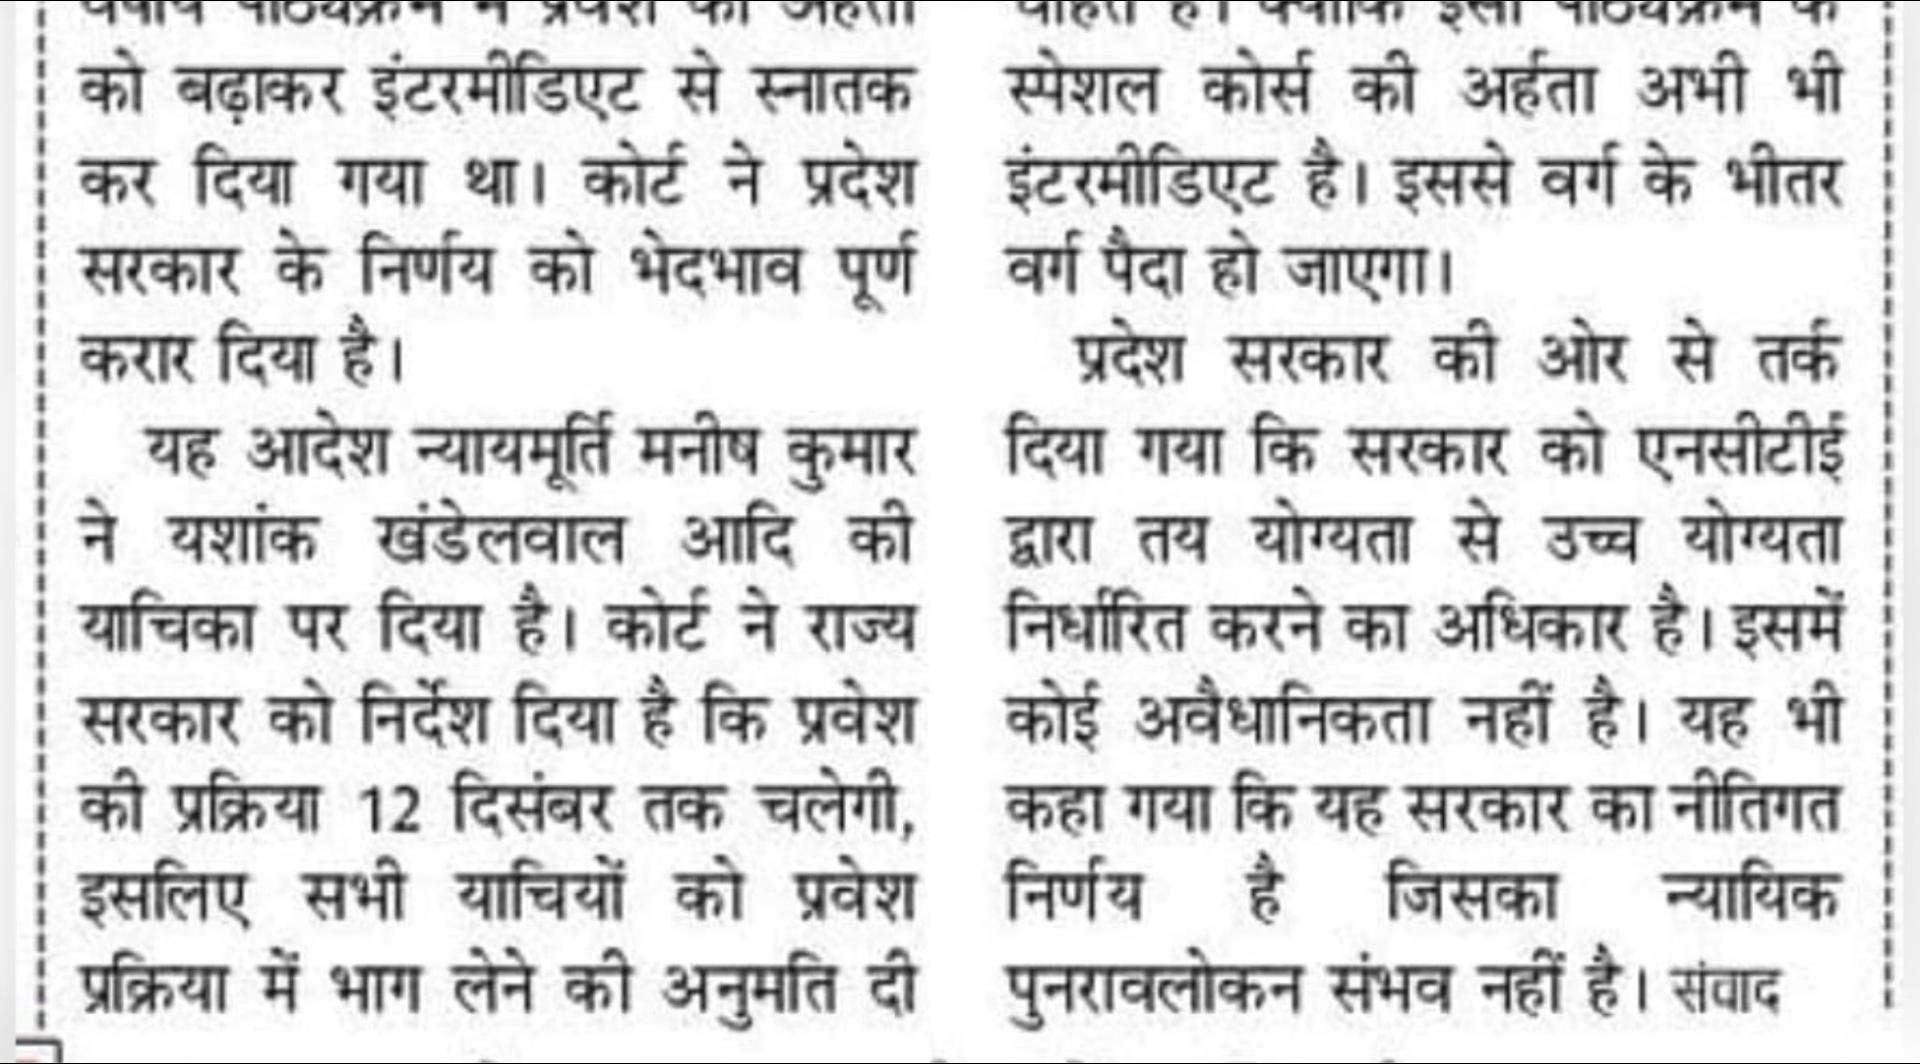 को बढ़ाकर इंटरमीडिएट से स्नातक
कर दिया गया था। कोर्ट ने प्रदेश
सरकार के निर्णय को भेदभाव पूर्ण
करार दिया है।
यह आदेश न्यायमूर्ति मनीष कुमार
ने यशांक खंडेलवाल आदि की
याचिका पर दिया है। कोर्ट ने राज्य
सरकार को निर्देश दिया है कि प्रवेश
की प्रक्रिया 12 दिसंबर तक चलेगी,
इसलिए सभी याचियों को प्रवेश
प्रक्रिया में भाग लेने की अनुमति दी
स्पेशल कोर्स की अर्हता अभी भी
इंटरमीडिएट है। इससे वर्ग के भीतर
वर्ग पैदा हो जाएगा।
प्रदेश सरकार की ओर से तर्क
दिया गया कि सरकार को एनसीटीई
द्वारा तय योग्यता से उच्च योग्यता
निर्धारित करने का अधिकार है। इसमें
कोई अवैधानिकता नहीं है। यह भी
कहा गया कि यह सरकार का नीतिगत
निर्णय है जिसका न्यायिक
पुनरावलोकन संभव नहीं है। संवाद